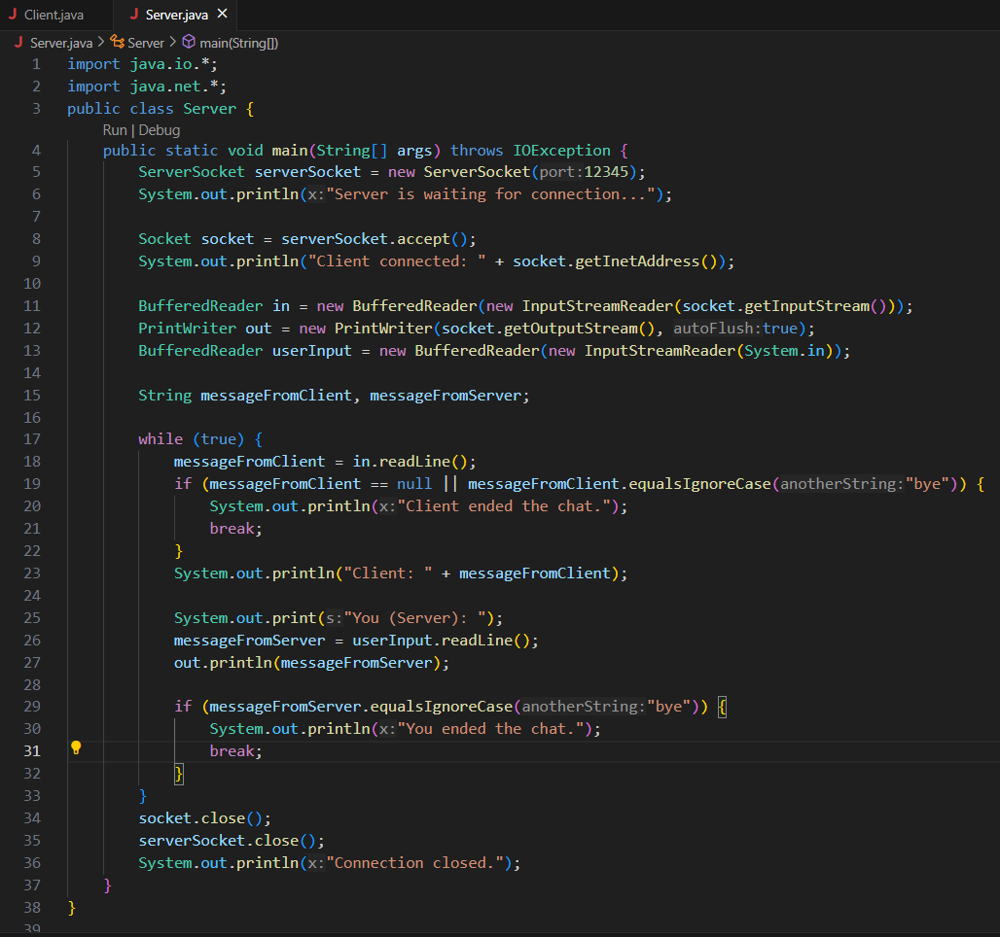 Client.java
Server.java
Server.java > Server > main(String[])
1 import java.io.*;
2 import java.net.*;
3 public class Server {
Run | Debug
4 public static void main(String[] args) throws IOException {
5 ServerSocket serverSocket = new ServerSocket(port:12345);
6 System.out.println(x:"Server is waiting for connection...");
7
8 Socket socket = serverSocket.accept();
9 System.out.println("Client connected: " + socket.getInetAddress());
10
11 BufferedReader in = new BufferedReader(new InputStreamReader(socket.getInputStream()));
12 PrintWriter out = new PrintWriter(socket.getOutputStream(), autoFlush:true);
13 BufferedReader userInput = new BufferedReader(new InputStreamReader(System.in));
14
15 String messageFromClient, messageFromServer;
16
17 while (true) {
18 messageFromClient = in.readLine();
19 if (messageFromClient == null || messageFromClient.equalsIgnoreCase(anotherString:"bye")) {
20 System.out.println(x:"Client ended the chat.");
21 break;
22 }
23 System.out.println("Client: " + messageFromClient);
24
25 System.out.print(s:"You (Server): ");
26 messageFromServer = userInput.readLine();
27 out.println(messageFromServer);
28
29 if (messageFromServer.equalsIgnoreCase(anotherString:"bye")) {
30 System.out.println(x:"You ended the chat.");
31 break;
32 }
33 }
34 socket.close();
35 serverSocket.close();
36 System.out.println(x:"Connection closed.");
37 }
38 }
39